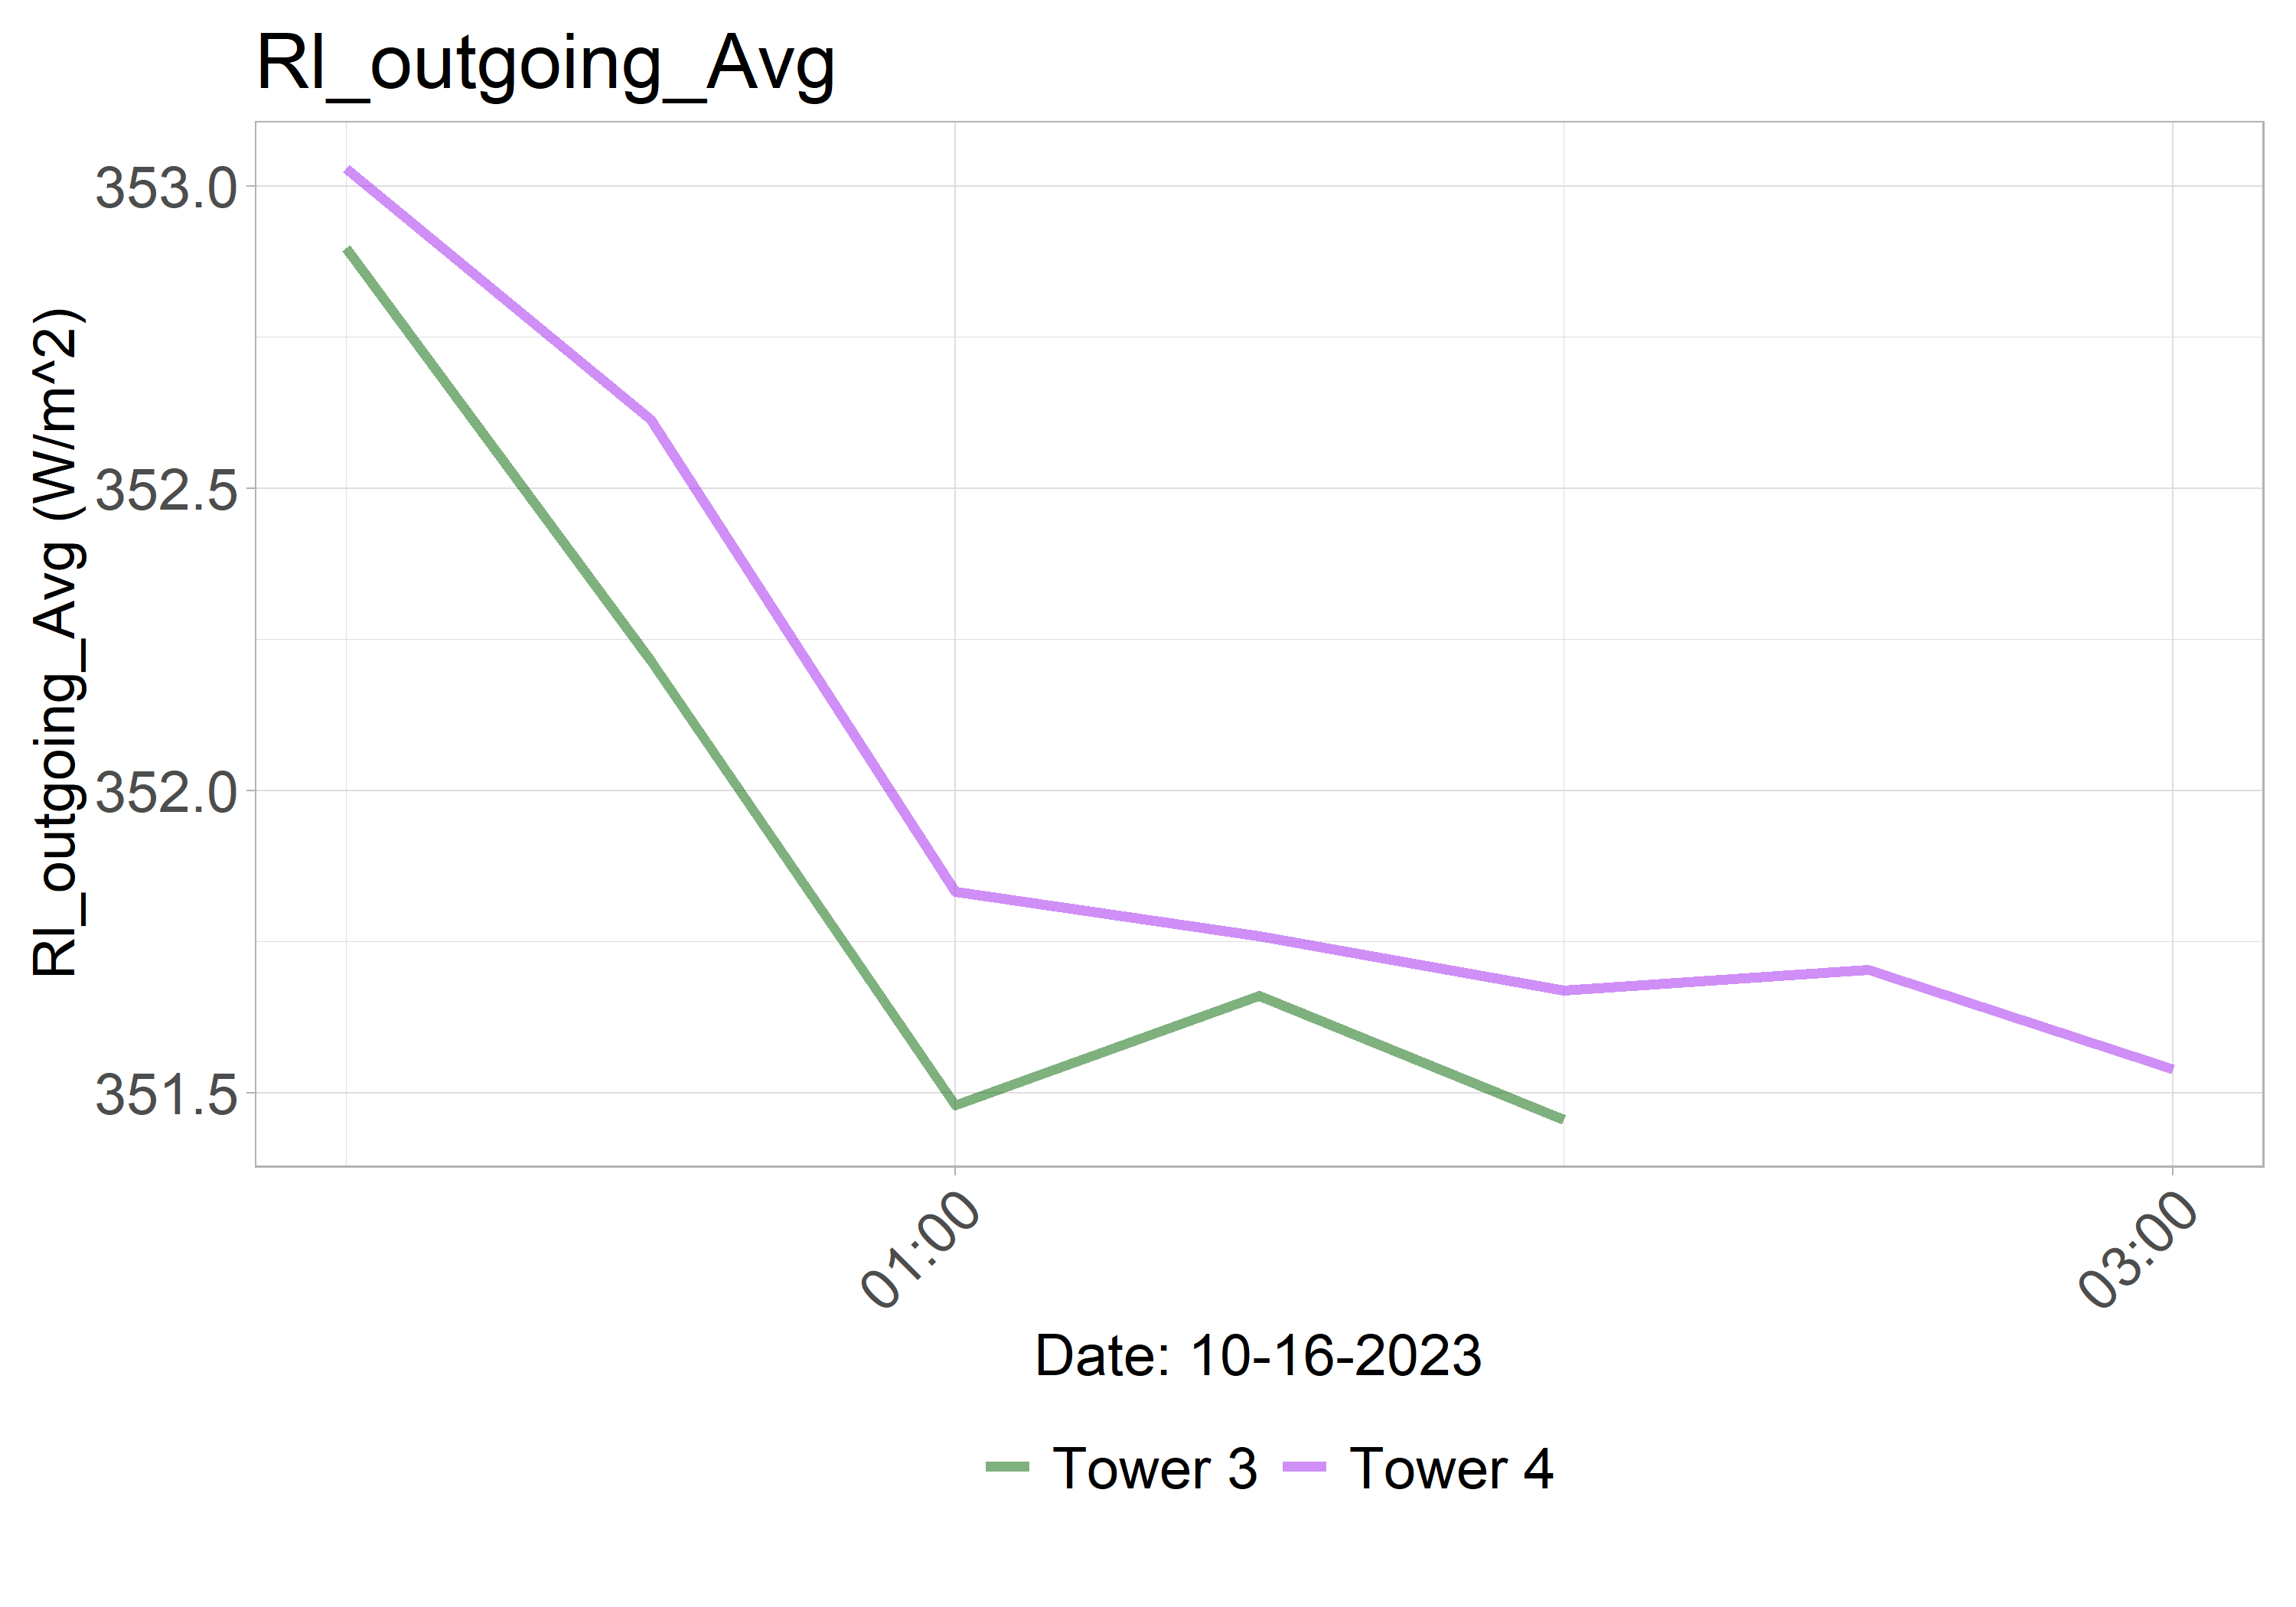 Rl_outgoing_Avg
Rl_outgoing_Avg (W/m^2)
353.0
352.5
352.0
351.5
01:00
03:00
Date: 10-16-2023
Tower 3
Tower 4